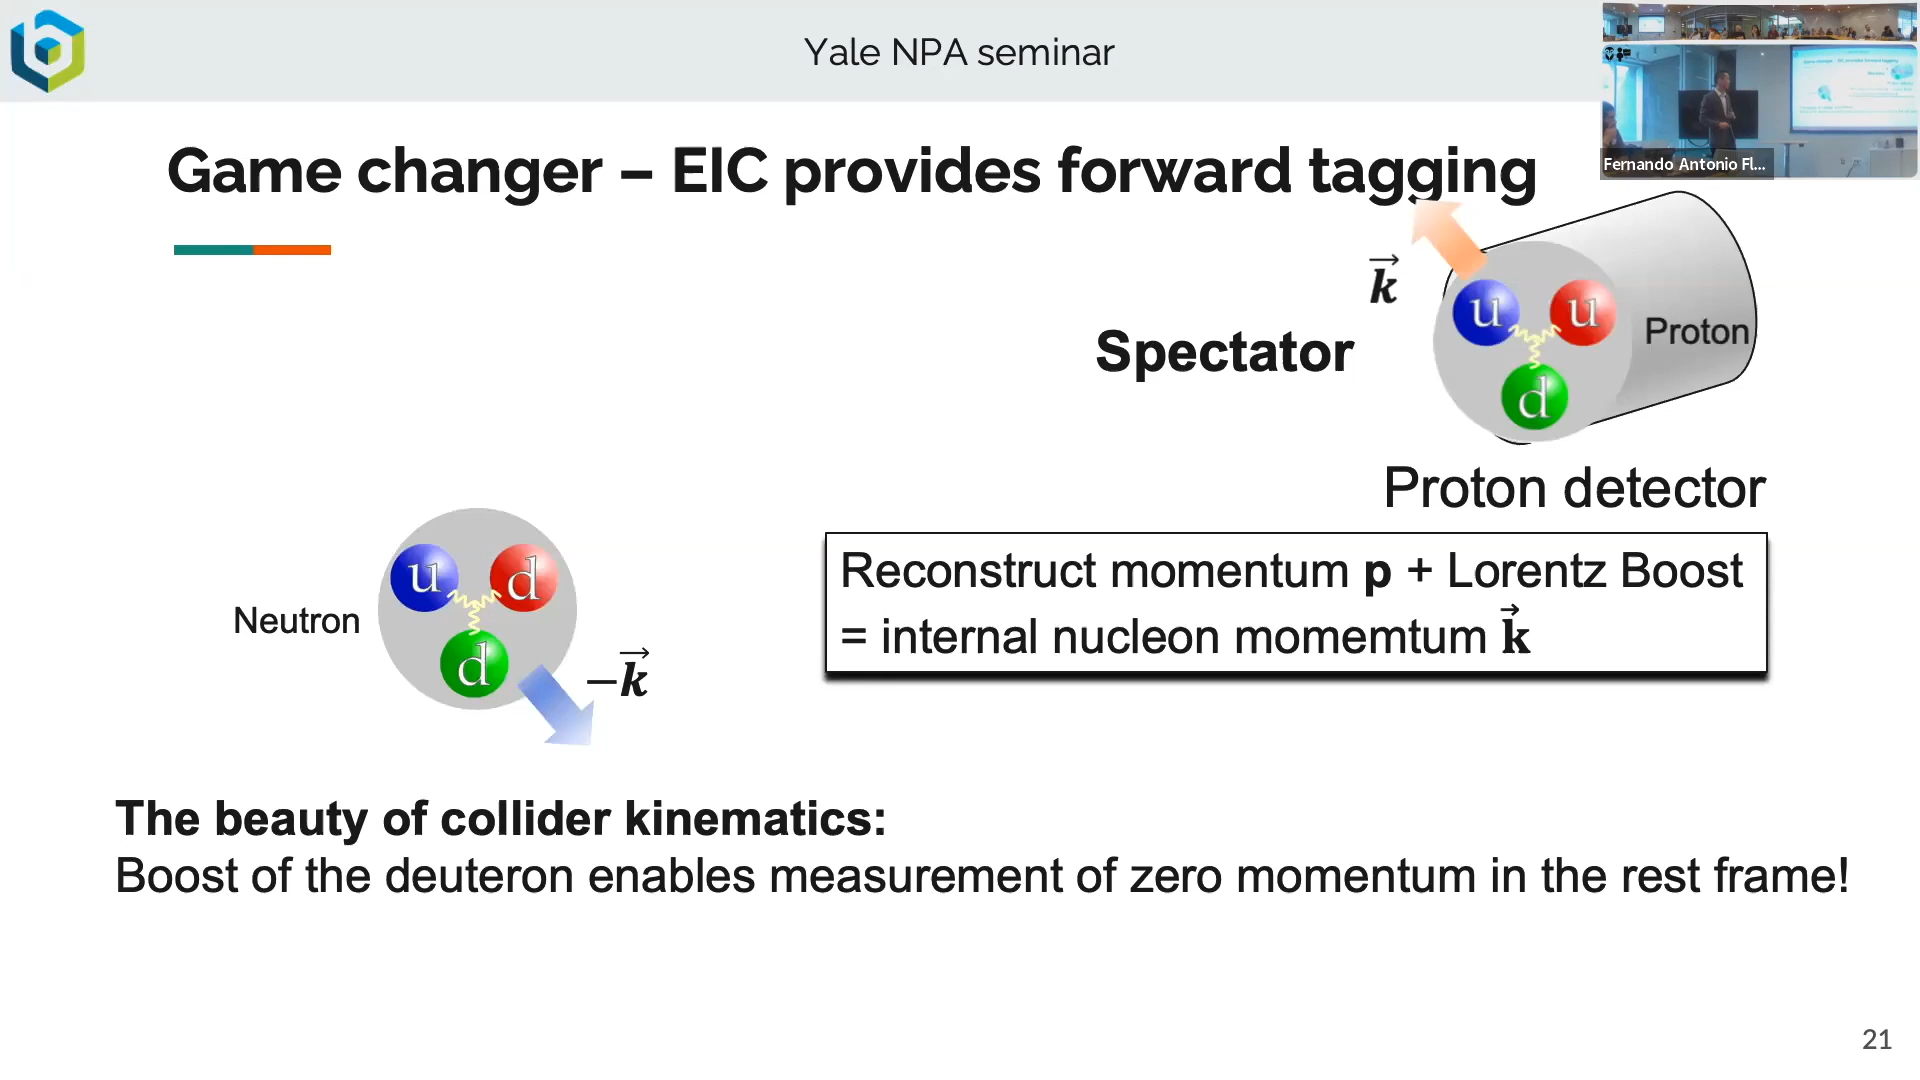 Yale NPA seminar
Fernando Antonio Fl...
Game changer – EIC provides forward tagging
k
u u
d
Proton
Spectator
Proton detector
Reconstruct momentum p + Lorentz Boost
= internal nucleon momemtum k
u d
d
Neutron
–k
The beauty of collider kinematics:
Boost of the deuteron enables measurement of zero momentum in the rest frame!
21